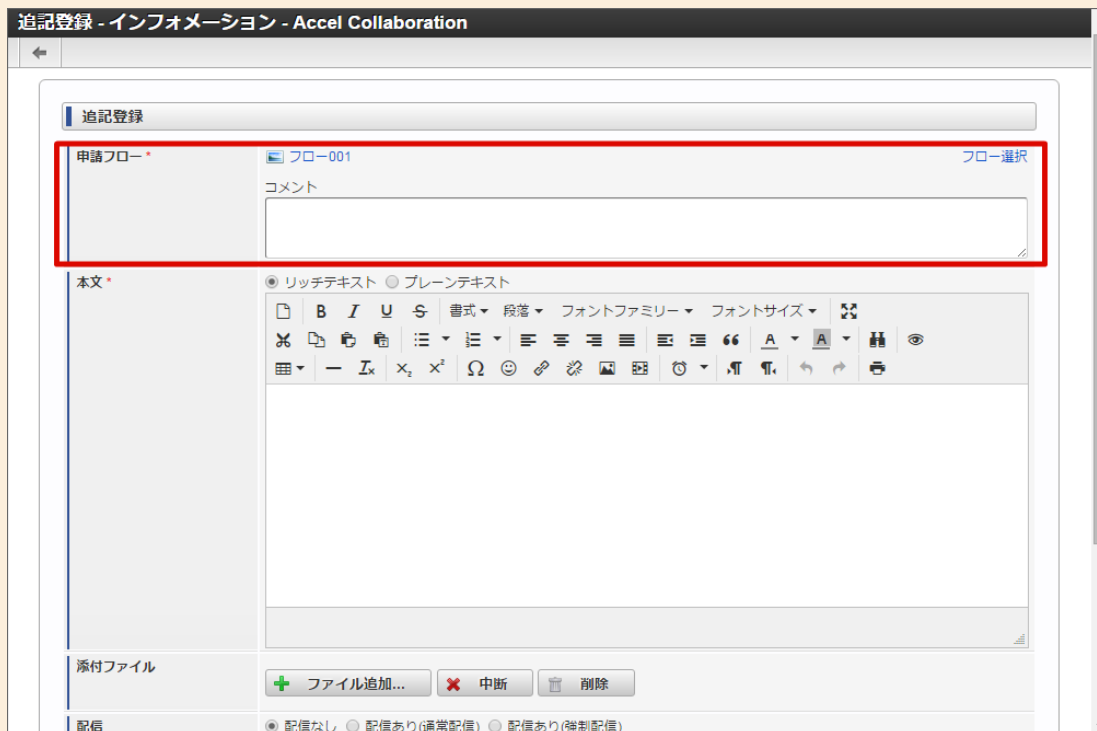 追記登録 - インフォメーション - Accel Collaboration
追記登録
申請フロー *
フロー001
フロー選択
コメント
本文 *
リッチテキスト プレーンテキスト
B I U S 書式 段落 フォントファミリー フォントサイズ
A A
Ix x₂ x² Ω
添付ファイル
ファイル追加... 中断 削除
配信
配信なし 配信あり(通常配信) 配信あり(強制配信)